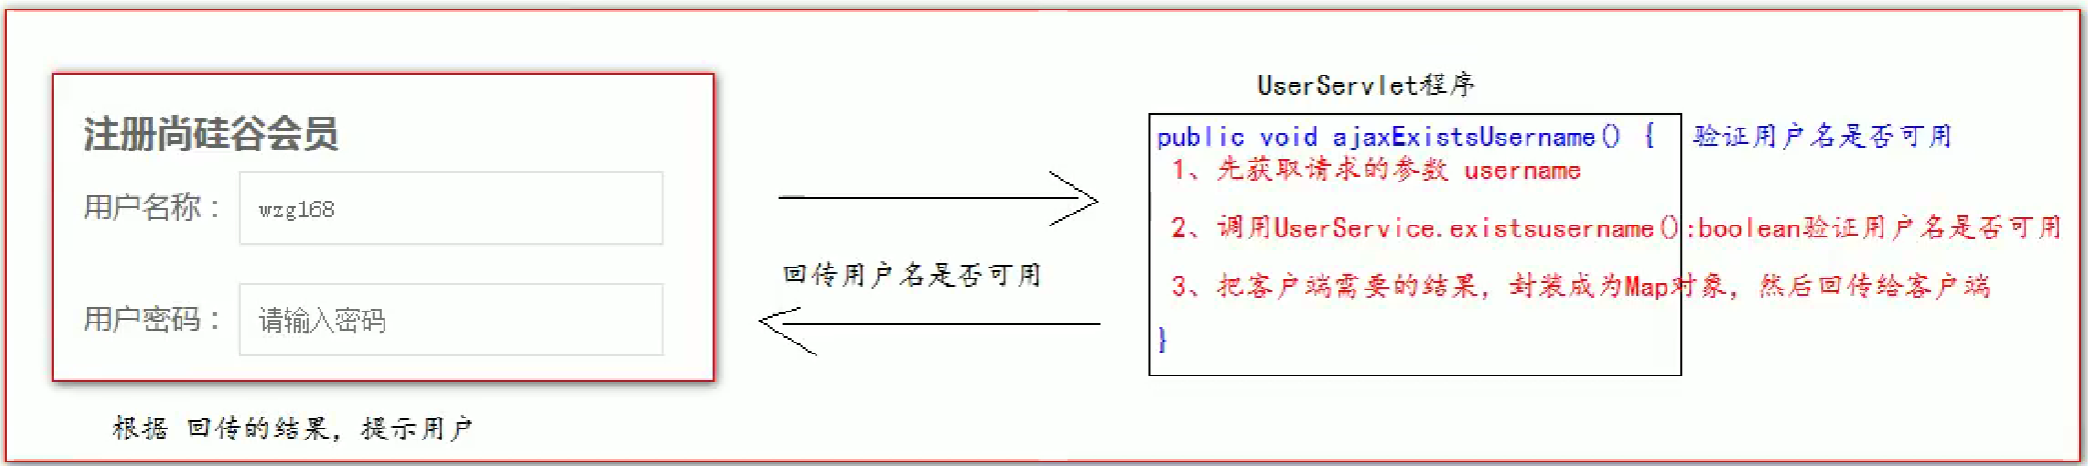 注册尚硅谷会员
用户名称：
wzg168
用户密码：
请输入密码
根据 回传的结果，提示用户
回传用户名是否可用
UserServlet程序
public void ajaxExistsUsername() { 验证用户名是否可用
1、先获取请求的参数 username
2、调用UserService.existsusername():boolean验证用户名是否可用
3、把客户端需要的结果，封装成为Map对象，然后回传给客户端
}